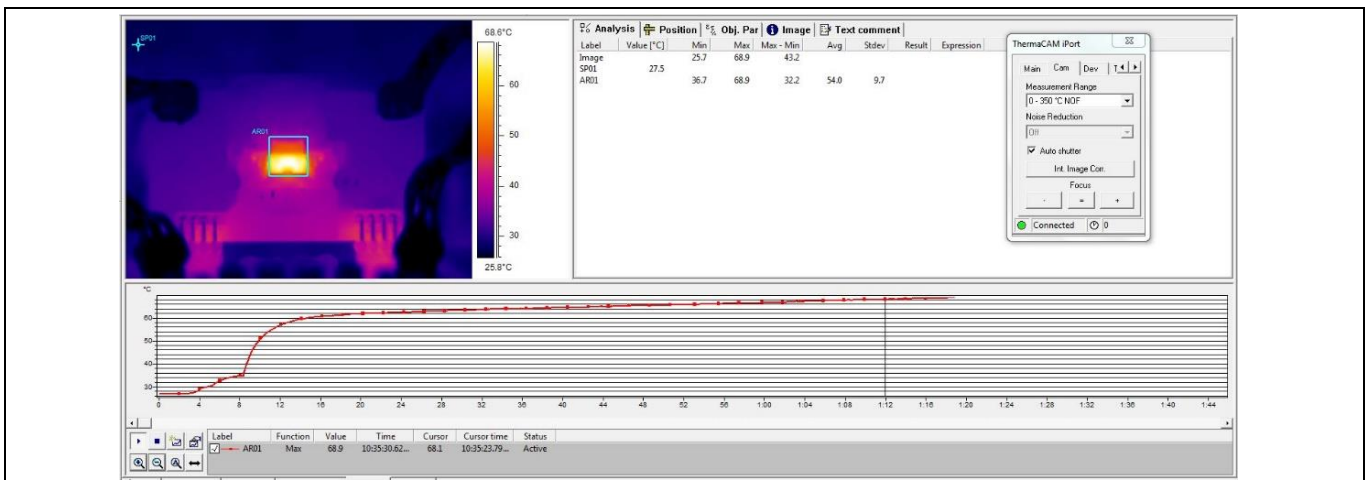 SP01
AR01
68.6°C
60
50
40
30
25.8°C
Analysis Position Obj. Par Image Text comment
Label Value [°C] Min Max Max - Min Avg Stdev Result Expression
Image 25.7 68.9 43.2
SP01 27.5
AR01 36.7 68.9 32.2 54.0 9.7
ThermaCAM iPort
Main Cam Dev
Measurement Range
0 - 350 °C NOF
Noise Reduction
Off
Auto shutter
Int. Image Corr.
Focus
- = +
Connected 0
°C
60
50
40
30
0 4 8 12 16 20 24 28 32 36 40 44 48 52 56 1:00 1:04 1:08 1:12 1:16 1:20 1:24 1:28 1:32 1:36 1:40 1:44
Label Function Value Time Cursor Cursor time Status
AR01 Max 68.9 10:35:30.62... 68.1 10:35:23.79... Active